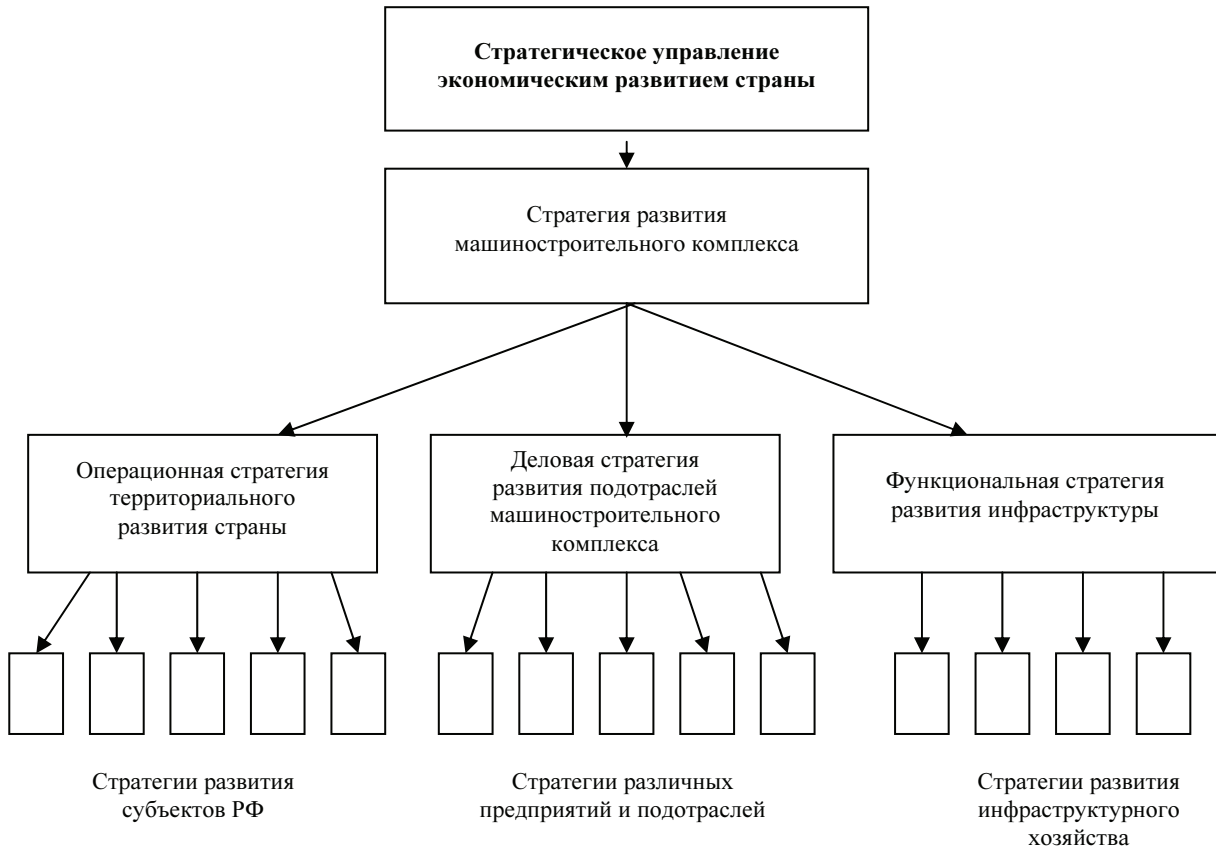 Стратегическое управление
экономическим развитием страны
Стратегия развития
машиностроительного комплекса
Операционная стратегия
территориального
развития страны
Деловая стратегия
развития подотраслей
машиностроительного
комплекса
Функциональная стратегия
развития инфраструктуры
Стратегии развития
субъектов РФ
Стратегии различных
предприятий и подотраслей
Стратегии развития
инфраструктурного
хозяйства